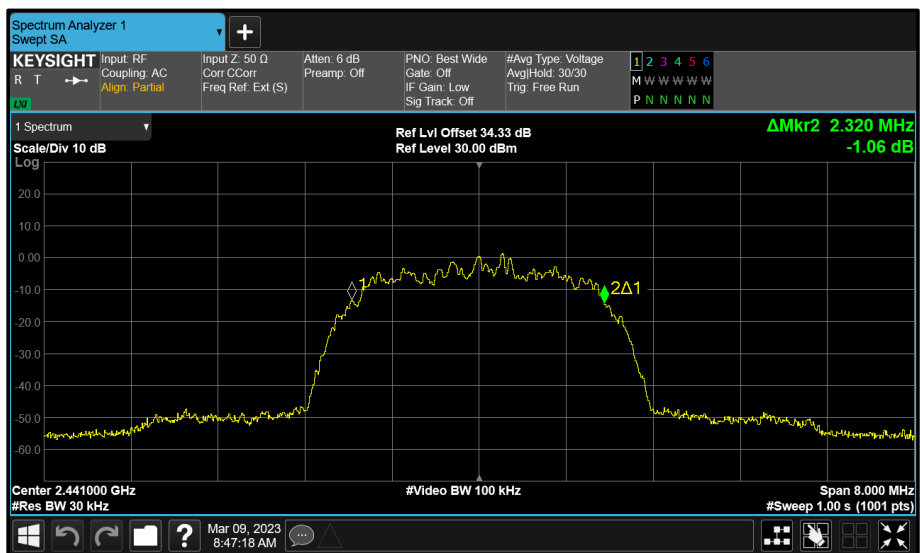 Spectrum Analyzer 1
Swept SA
+
KEYSIGHT
R T
LXI
Input: RF
Coupling: AC
Align: Partial
Input Z: 50 Ω
Corr CCorr
Freq Ref: Ext (S)
Atten: 6 dB
Preamp: Off
PNO: Best Wide
Gate: Off
IF Gain: Low
Sig Track: Off
#Avg Type: Voltage
Avg|Hold: 30/30
Trig: Free Run
1 2 3 4 5 6
M W W W W W
P N N N N N
1 Spectrum
Scale/Div 10 dB
Ref Lvl Offset 34.33 dB
Ref Level 30.00 dBm
ΔMkr2 2.320 MHz
-1.06 dB
Log
20.0
10.0
0.00
-10.0
-20.0
-30.0
-40.0
-50.0
-60.0
1
2Δ1
Center 2.441000 GHz
#Res BW 30 kHz
#Video BW 100 kHz
Span 8.000 MHz
#Sweep 1.00 s (1001 pts)
?
Mar 09, 2023
8:47:18 AM